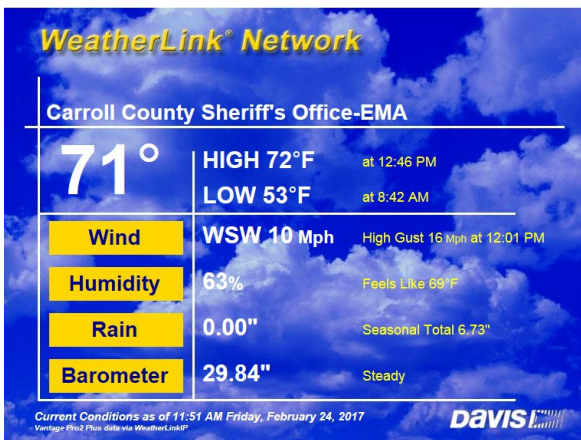 WeatherLink® Network
Carroll County Sheriff's Office-EMA
71°
HIGH 72°F at 12:46 PM
LOW 53°F at 8:42 AM
Wind WSW 10 Mph High Gust 16 Mph at 12:01 PM
Humidity 63% Feels Like 69°F
Rain 0.00" Seasonal Total 6.73"
Barometer 29.84" Steady
Current Conditions as of 11:51 AM Friday, February 24, 2017
Vantage Pro2 Plus data via WeatherLinkIP
DAVIS